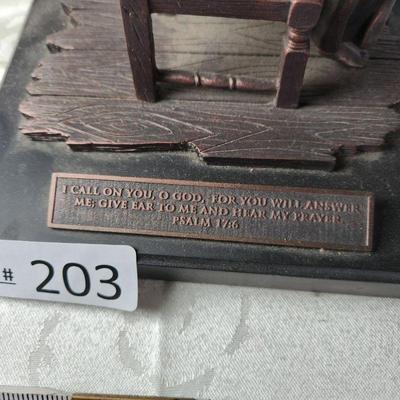 I CALL ON YOU, O GOD, FOR YOU WILL ANSWER
ME; GIVE EAR TO ME AND HEAR MY PRAYER
PSALM 17:6
# 203